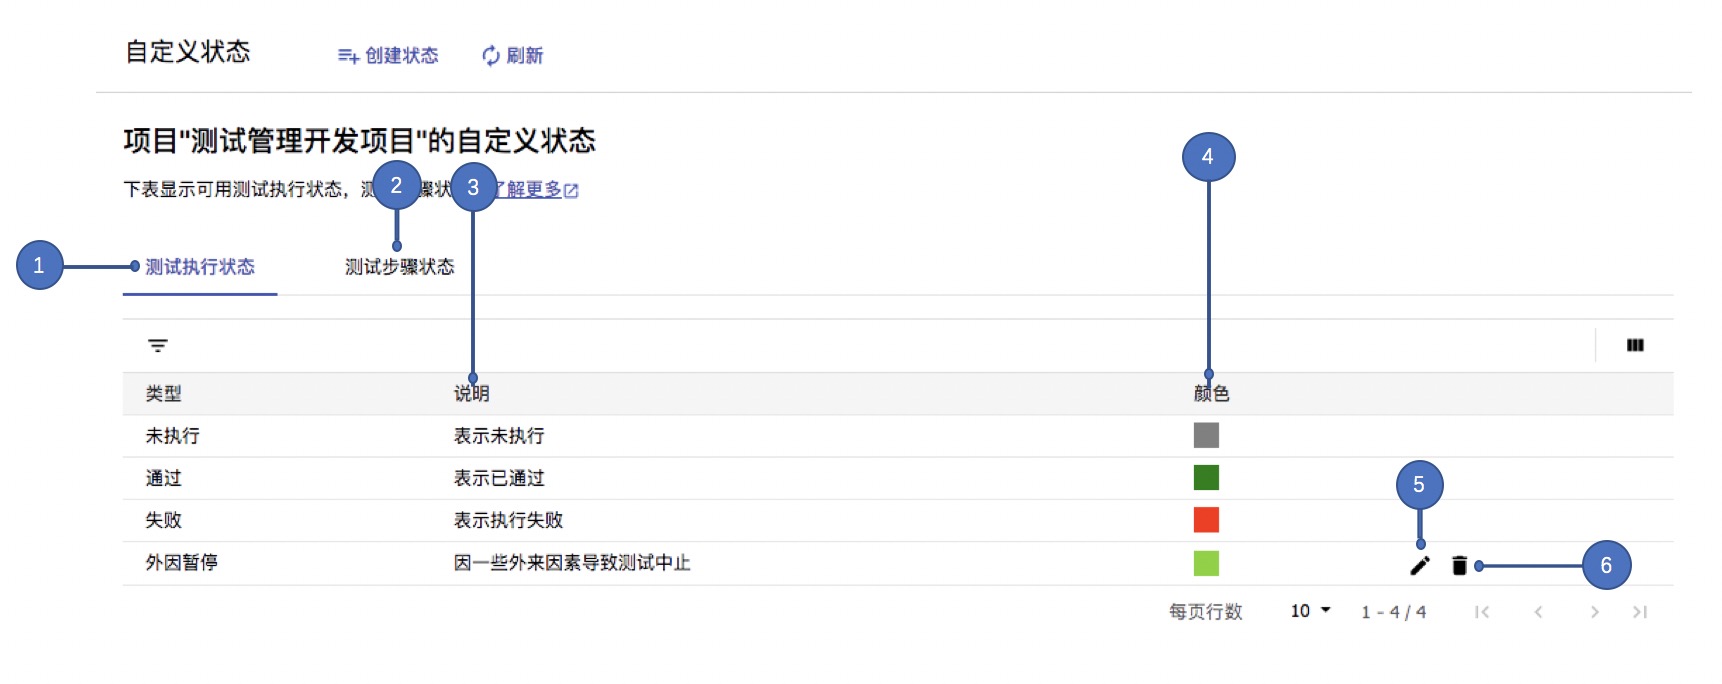 自定义状态 创建状态 刷新
项目"测试管理开发项目"的自定义状态
4
下表显示可用测试执行状态，测 2 骤状 3 了解更多
1 测试执行状态 测试步骤状态
类型 说明 颜色
未执行 表示未执行
通过 表示已通过
5
失败 表示执行失败
外因暂停 因一些外来因素导致测试中止 6
每页行数 10 1 - 4 / 4